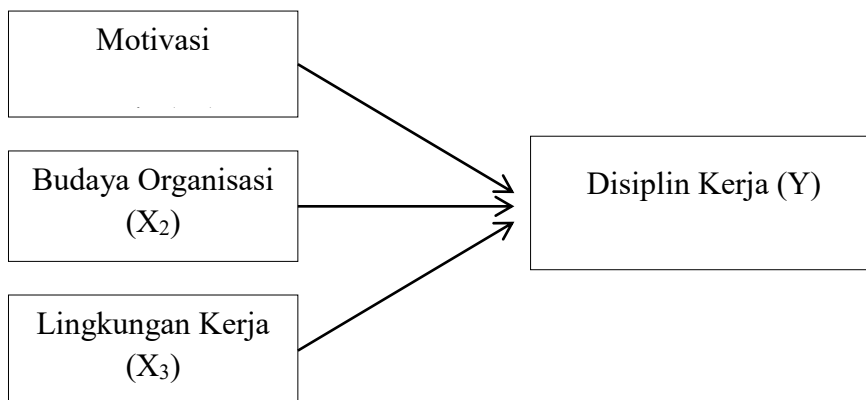 Motivasi
Budaya Organisasi
(X₂)
Lingkungan Kerja
(X₃)
Disiplin Kerja (Y)